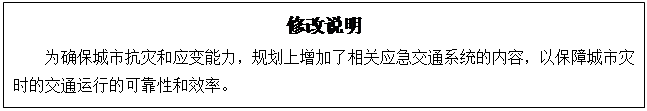 修改说明
为确保城市抗灾和应变能力，规划上增加了相关应急交通系统的内容，以保障城市灾
时的交通运行的可靠性和效率。